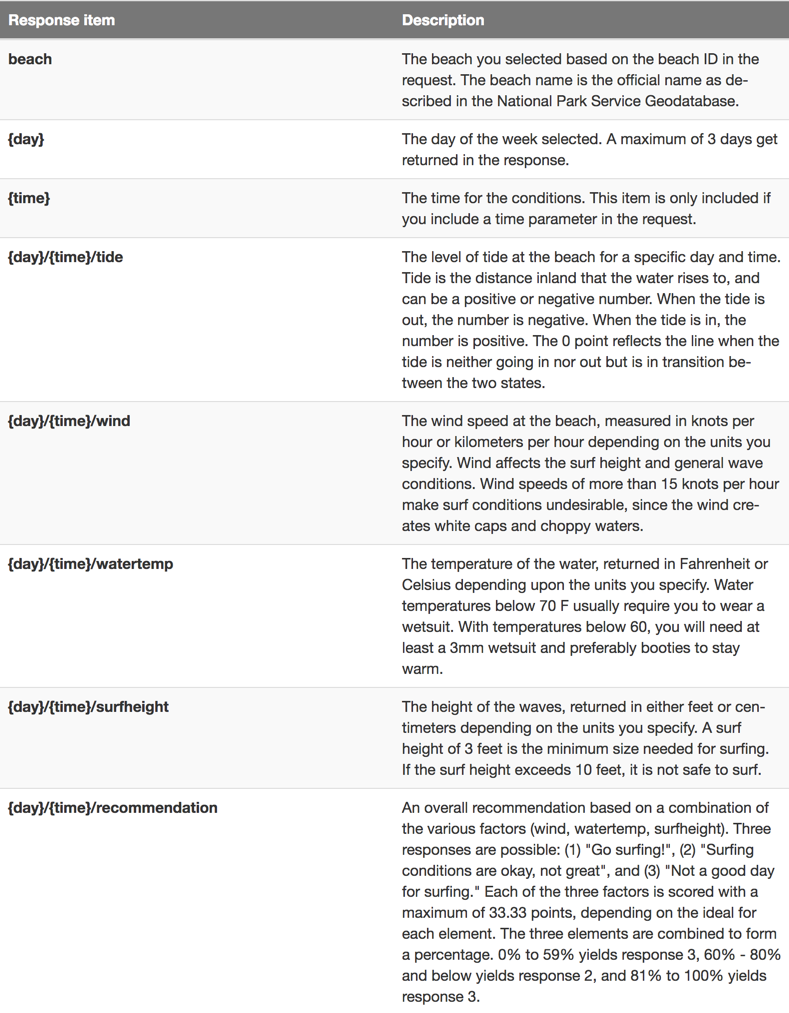 Response item Description
beach The beach you selected based on the beach ID in the
request. The beach name is the official name as de-
scribed in the National Park Service Geodatabase.
{day} The day of the week selected. A maximum of 3 days get
returned in the response.
{time} The time for the conditions. This item is only included if
you include a time parameter in the request.
{day}/{time}/tide The level of tide at the beach for a specific day and time.
Tide is the distance inland that the water rises to, and
can be a positive or negative number. When the tide is
out, the number is negative. When the tide is in, the
number is positive. The 0 point reflects the line when the
tide is neither going in nor out but is in transition be-
tween the two states.
{day}/{time}/wind The wind speed at the beach, measured in knots per
hour or kilometers per hour depending on the units you
specify. Wind affects the surf height and general wave
conditions. Wind speeds of more than 15 knots per hour
make surf conditions undesirable, since the wind cre-
ates white caps and choppy waters.
{day}/{time}/watertemp The temperature of the water, returned in Fahrenheit or
Celsius depending upon the units you specify. Water
temperatures below 70 F usually require you to wear a
wetsuit. With temperatures below 60, you will need at
least a 3mm wetsuit and preferably booties to stay
warm.
{day}/{time}/surfheight The height of the waves, returned in either feet or cen-
timeters depending on the units you specify. A surf
height of 3 feet is the minimum size needed for surfing.
If the surf height exceeds 10 feet, it is not safe to surf.
{day}/{time}/recommendation An overall recommendation based on a combination of
the various factors (wind, watertemp, surfheight). Three
responses are possible: (1) "Go surfing!", (2) "Surfing
conditions are okay, not great", and (3) "Not a good day
for surfing." Each of the three factors is scored with a
maximum of 33.33 points, depending on the ideal for
each element. The three elements are combined to form
a percentage. 0% to 59% yields response 3, 60% - 80%
and below yields response 2, and 81% to 100% yields
response 3.